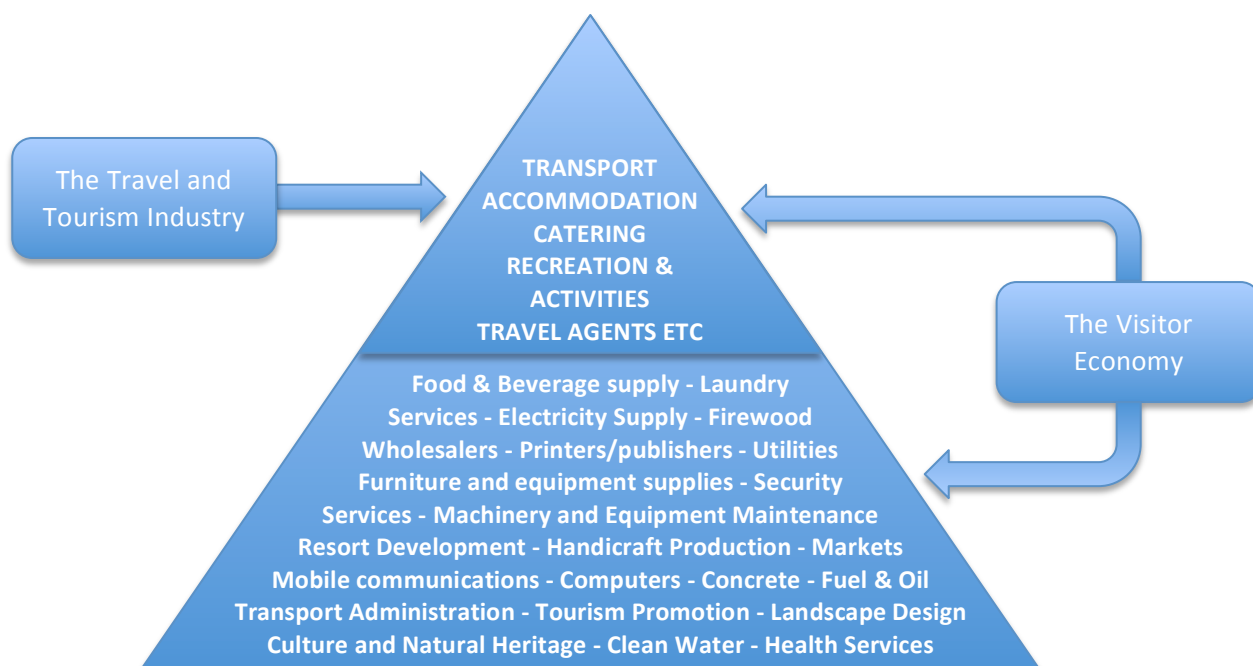 The Travel and
Tourism Industry
TRANSPORT
ACCOMMODATION
CATERING
RECREATION &
ACTIVITIES
TRAVEL AGENTS ETC
The Visitor
Economy
Food & Beverage supply - Laundry
Services - Electricity Supply - Firewood
Wholesalers - Printers/publishers - Utilities
Furniture and equipment supplies - Security
Services - Machinery and Equipment Maintenance
Resort Development - Handicraft Production - Markets
Mobile communications - Computers - Concrete - Fuel & Oil
Transport Administration - Tourism Promotion - Landscape Design
Culture and Natural Heritage - Clean Water - Health Services